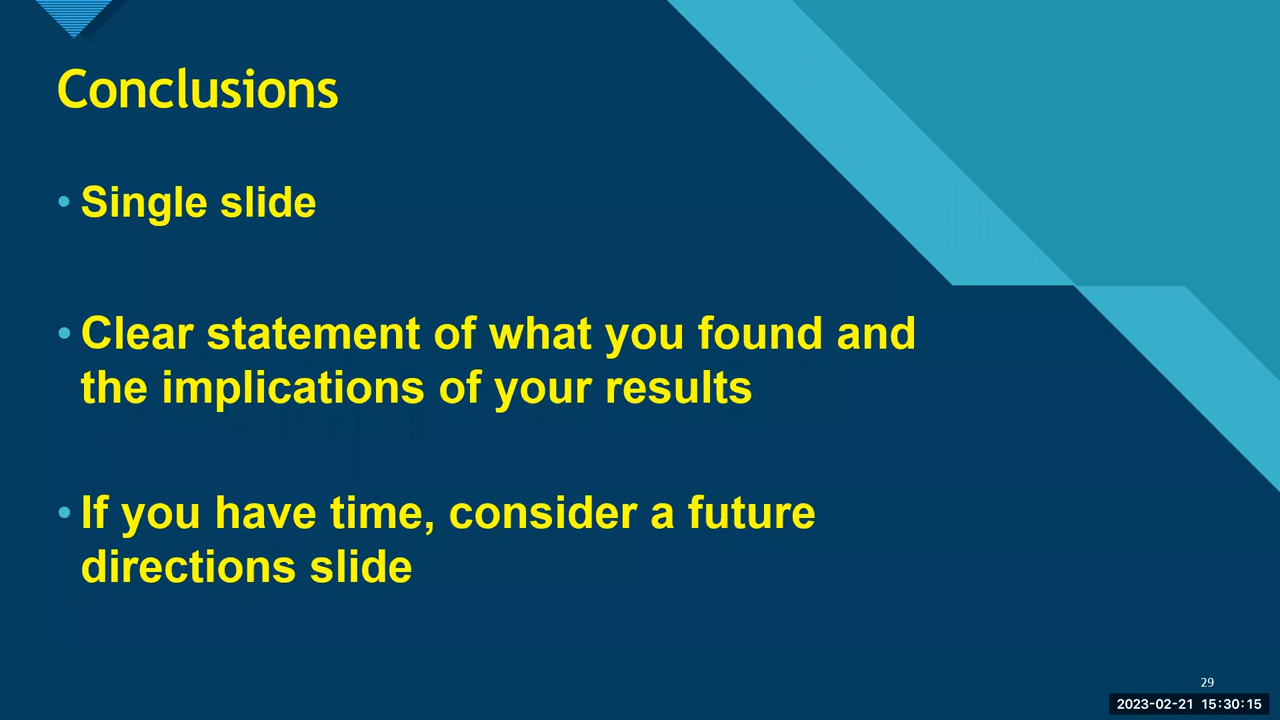 Conclusions
• Single slide
• Clear statement of what you found and
the implications of your results
• If you have time, consider a future
directions slide
29
2023-02-21 15:30:15